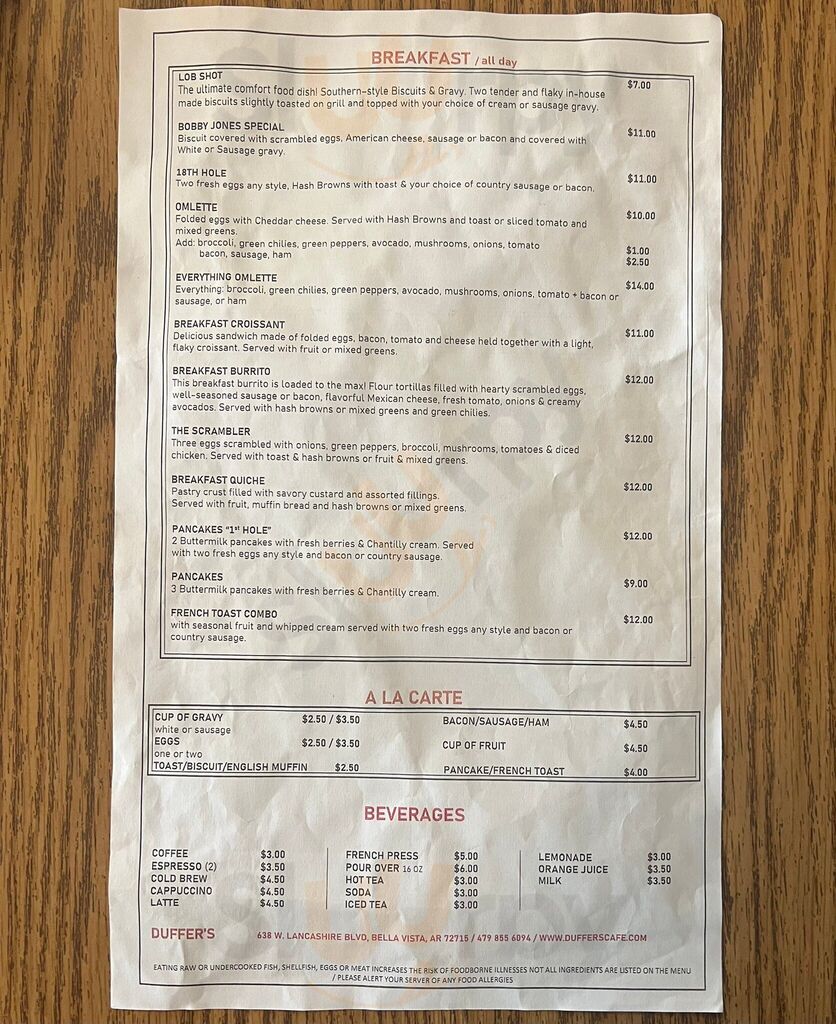 BREAKFAST / all day
LOB SHOT $7.00
The ultimate comfort food dish! Southern-style Biscuits & Gravy. Two tender and flaky in-house
made biscuits slightly toasted on grill and topped with your choice of cream or sausage gravy.
BOBBY JONES SPECIAL $11.00
Biscuit covered with scrambled eggs, American cheese, sausage or bacon and covered with
White or Sausage gravy.
18TH HOLE $11.00
Two fresh eggs any style, Hash Browns with toast & your choice of country sausage or bacon.
OMLETTE $10.00
Folded eggs with Cheddar cheese. Served with Hash Browns and toast or sliced tomato and
mixed greens.
Add: broccoli, green chilies, green peppers, avocado, mushrooms, onions, tomato $1.00
bacon, sausage, ham $2.50
EVERYTHING OMLETTE $14.00
Everything: broccoli, green chilies, green peppers, avocado, mushrooms, onions, tomato + bacon or
sausage, or ham
BREAKFAST CROISSANT $11.00
Delicious sandwich made of folded eggs, bacon, tomato and cheese held together with a light,
flaky croissant. Served with fruit or mixed greens.
BREAKFAST BURRITO $12.00
This breakfast burrito is loaded to the max! Flour tortillas filled with hearty scrambled eggs,
well-seasoned sausage or bacon, flavorful Mexican cheese, fresh tomato, onions & creamy
avocados. Served with hash browns or mixed greens and green chilies.
THE SCRAMBLER $12.00
Three eggs scrambled with onions, green peppers, broccoli, mushrooms, tomatoes & diced
chicken. Served with toast & hash browns or fruit & mixed greens.
BREAKFAST QUICHE $12.00
Pastry crust filled with savory custard and assorted fillings.
Served with fruit, muffin bread and hash browns or mixed greens.
PANCAKES "1st HOLE" $12.00
2 Buttermilk pancakes with fresh berries & Chantilly cream. Served
with two fresh eggs any style and bacon or country sausage.
PANCAKES $9.00
3 Buttermilk pancakes with fresh berries & Chantilly cream.
FRENCH TOAST COMBO $12.00
with seasonal fruit and whipped cream served with two fresh eggs any style and bacon or
country sausage.
A LA CARTE
CUP OF GRAVY $2.50 / $3.50
white or sausage
EGGS $2.50 / $3.50
one or two
TOAST/BISCUIT/ENGLISH MUFFIN $2.50
BACON/SAUSAGE/HAM $4.50
CUP OF FRUIT $4.50
PANCAKE/FRENCH TOAST $4.00
BEVERAGES
COFFEE $3.00
ESPRESSO (2) $3.50
COLD BREW $4.50
CAPPUCCINO $4.50
LATTE $4.50
FRENCH PRESS $5.00
POUR OVER 16 OZ $6.00
HOT TEA $3.00
SODA $3.00
ICED TEA $3.00
LEMONADE $3.00
ORANGE JUICE $3.50
MILK $3.50
DUFFER'S 638 W. LANCASHIRE BLVD, BELLA VISTA, AR 72715 / 479 855 6094 / WWW.DUFFERSCAFE.COM
EATING RAW OR UNDERCOOKED FISH, SHELLFISH, EGGS OR MEAT INCREASES THE RISK OF FOODBORNE ILLNESSES NOT ALL INGREDIENTS ARE LISTED ON THE MENU
/ PLEASE ALERT YOUR SERVER OF ANY FOOD ALLERGIES